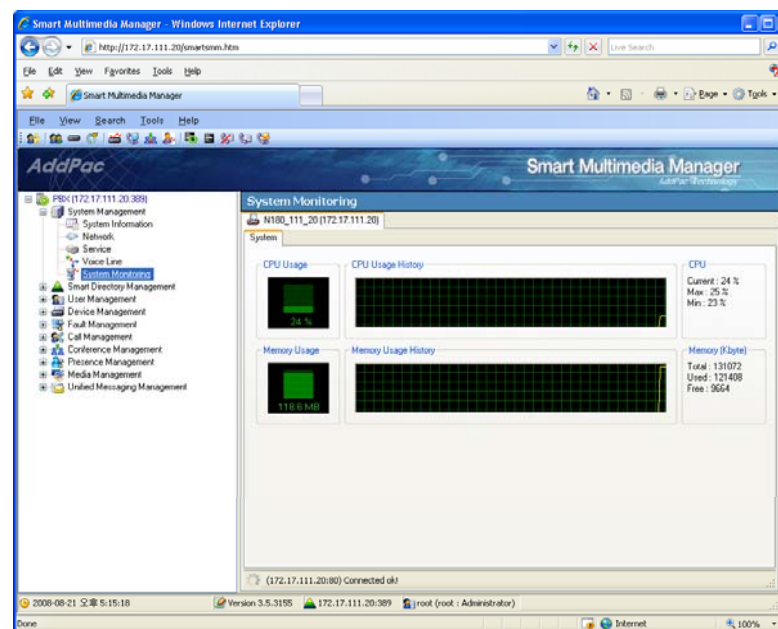 Smart Multimedia Manager - Windows Internet Explorer
http://172.17.111.20/smartsmm.htm
Live Search
File Edit View Favorites Tools Help
Smart Multimedia Manager
Page Tools
File View Search Tools Help
AddPac
Smart Multimedia Manager
AddPac Technology
PBX (172.17.111.20:389)
System Management
System Information
Network
Service
Voice Line
System Monitoring
Smart Directory Management
User Management
Device Management
Fault Management
Call Management
Conference Management
Presence Management
Media Management
Unified Messaging Management
System Monitoring
N180_111_20 (172.17.111.20)
System
CPU Usage
24 %
CPU Usage History
CPU
Current : 24 %
Max : 25 %
Min : 23 %
Memory Usage
118.6 MB
Memory Usage History
Memory (Kbyte)
Total : 131072
Used : 121408
Free : 9664
(172.17.111.20:80) Connected ok!
2008-08-21 오후 5:15:18
Version 3.5.3155
172.17.111.20:389
root (root : Administrator)
Done
Internet
100%